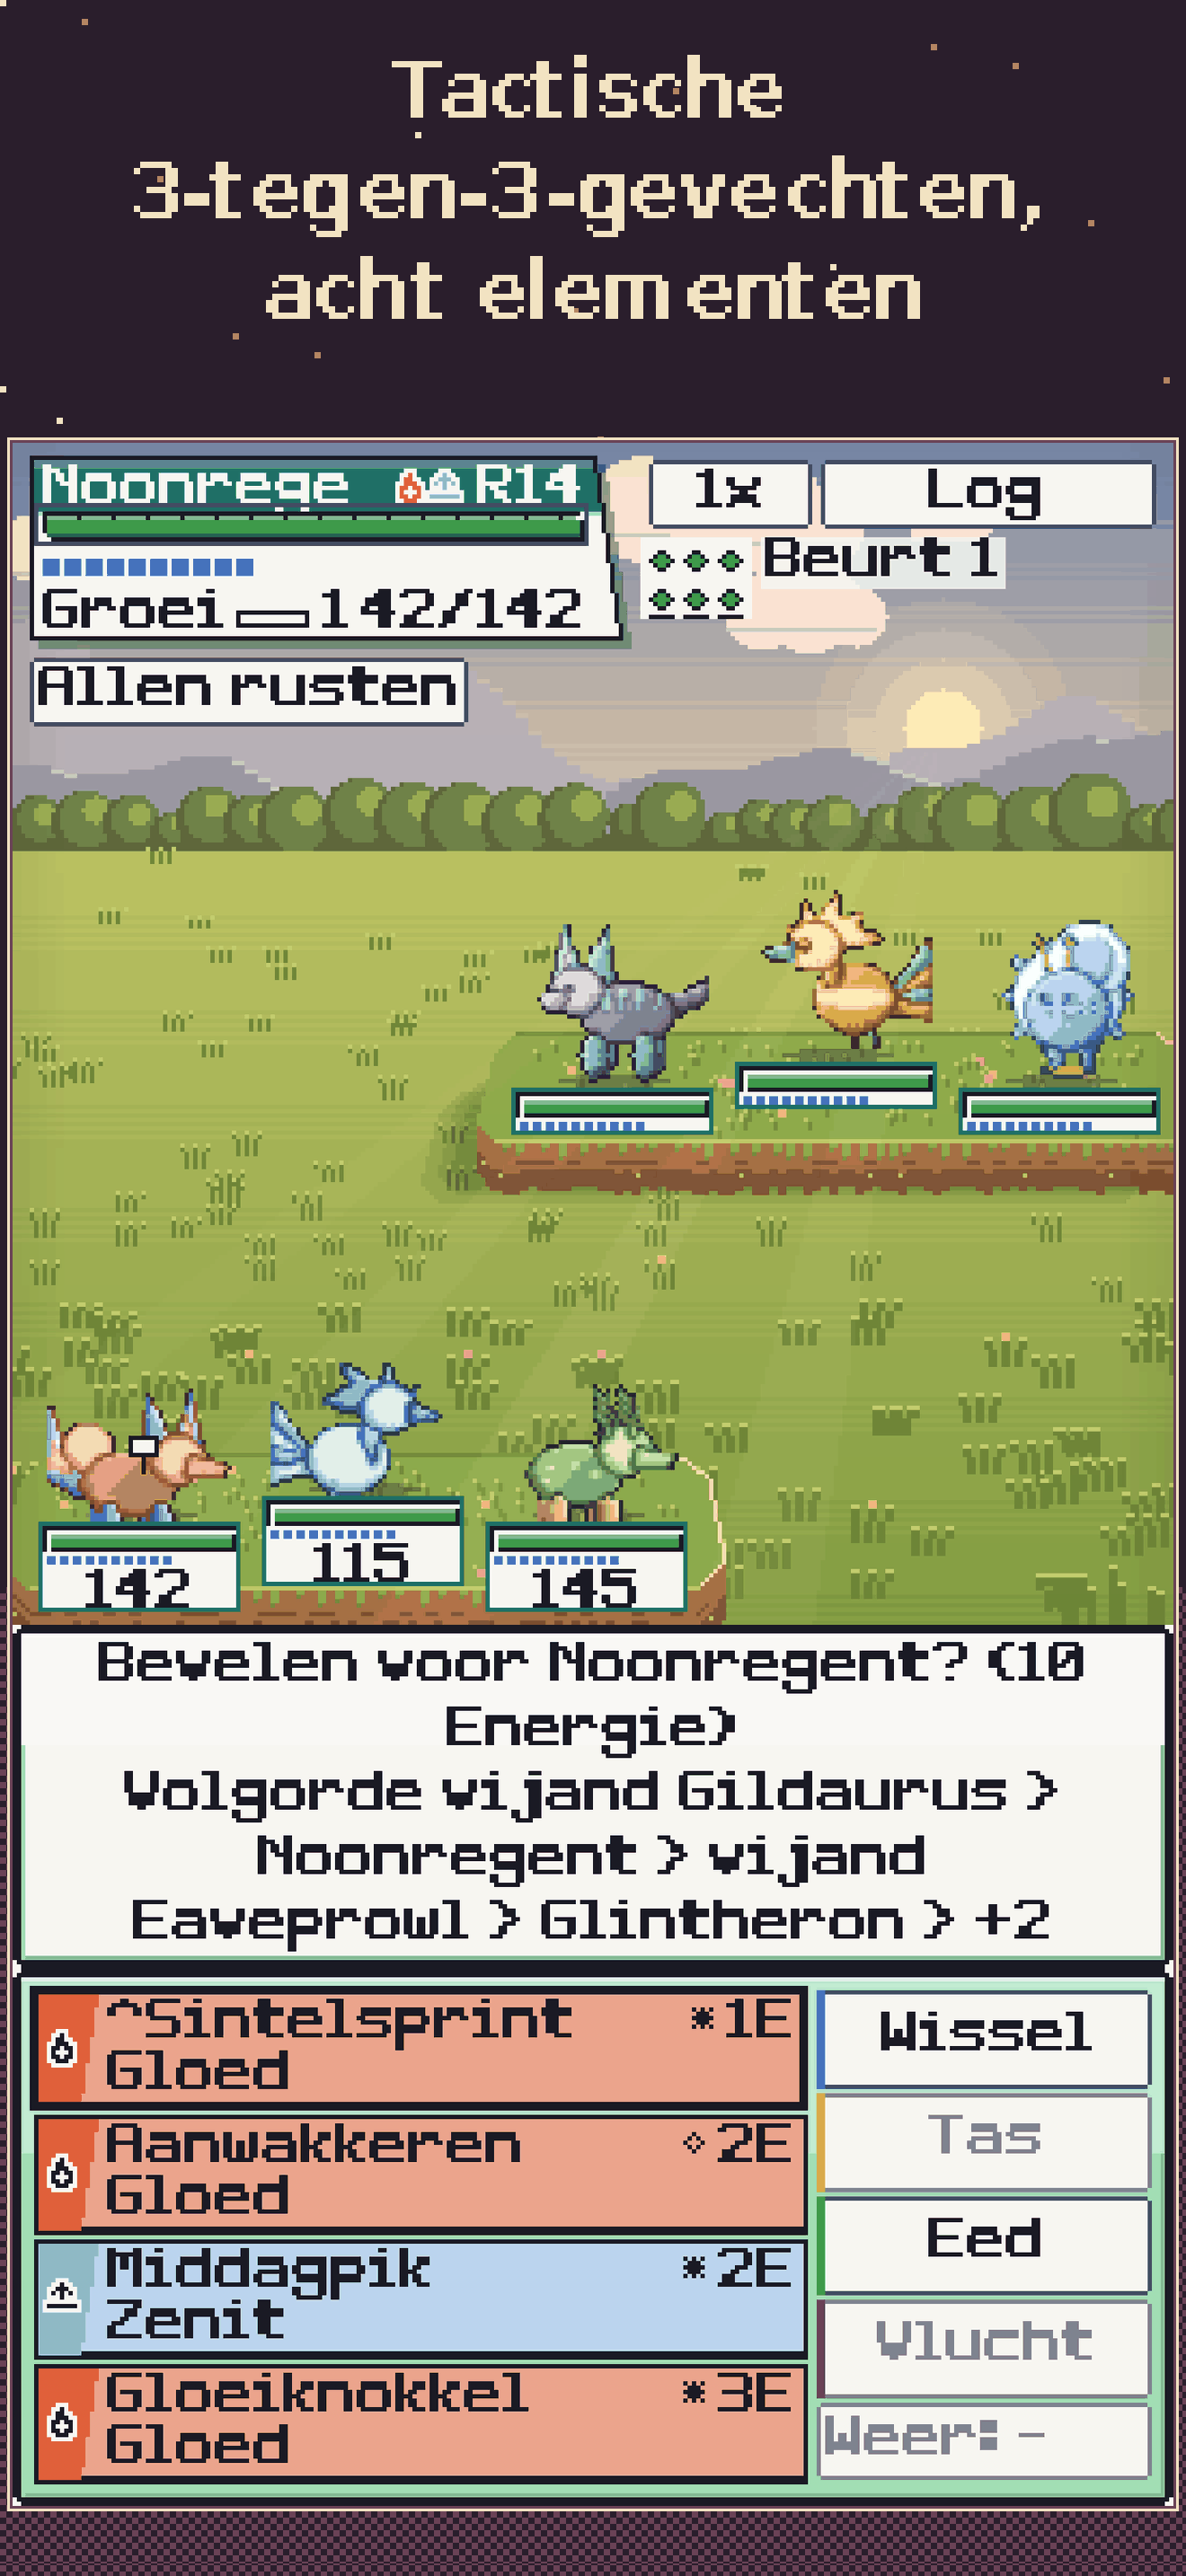 Tactische
3-tegen-3-gevechten,
acht elementen
Noonrege R14
1x
Log
Beurt 1
Groei 142/142
Allen rusten
142
115
145
Bevelen voor Noonregent? (10
Energie)
Volgorde vijand Gildaurus >
Noonregent > vijand
Eaveprowl > Glintheron > +2
^Sintelsprint *1E
Gloed
Aanwakkeren ◇2E
Gloed
Middagpik *2E
Zenit
Gloeiknokkel *3E
Gloed
Wissel
Tas
Eed
Vlucht
Weer: -